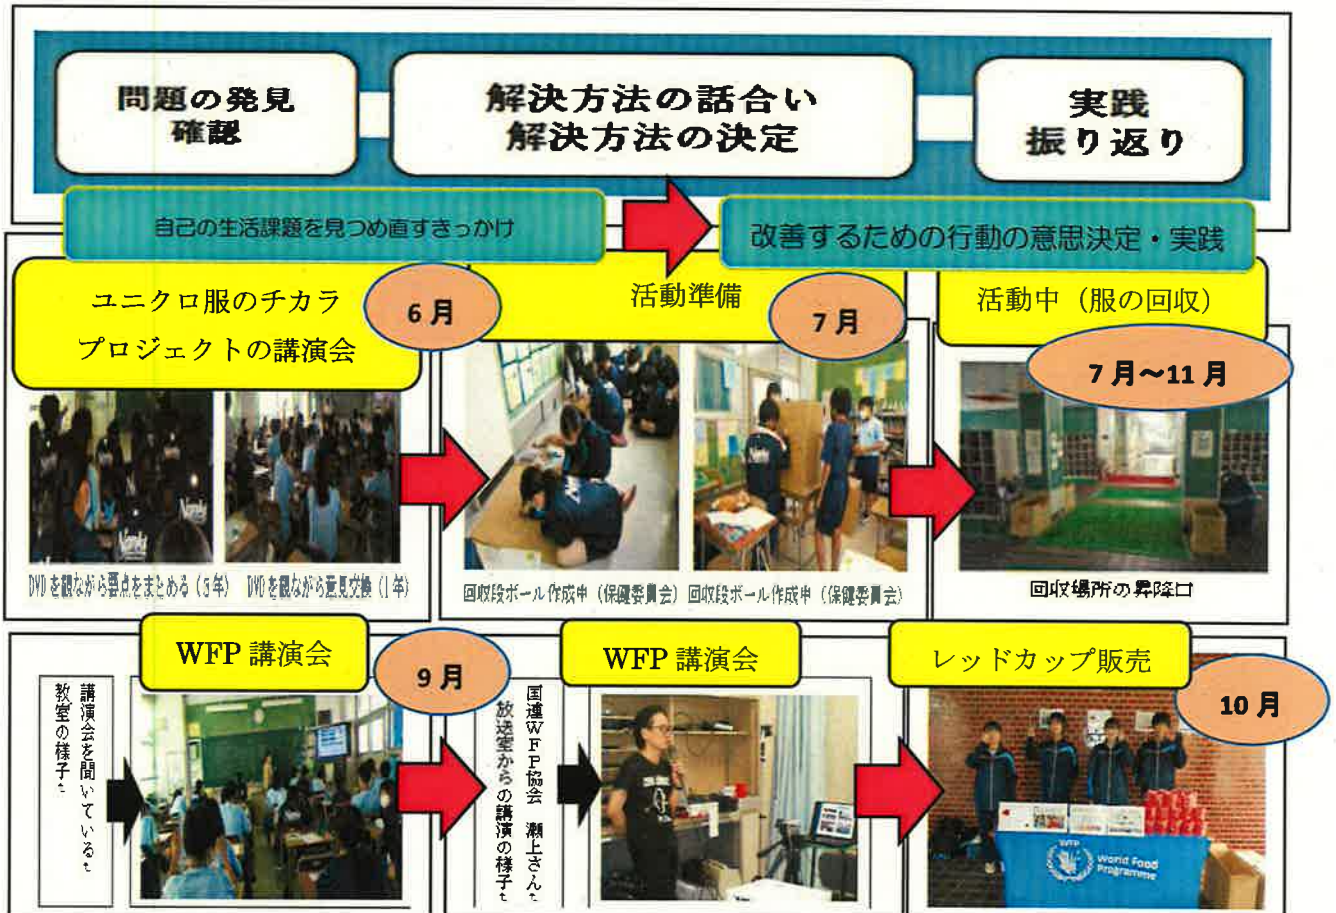 問題の発見
確認
解決方法の話合い
解決方法の決定
実践
振り返り
自己の生活課題を見つめ直すきっかけ
改善するための行動の意思決定・実践
ユニクロ服のチカラ
プロジェクトの講演会
6月
活動準備
7月
活動中（服の回収）
7月～11月
DVDを観ながら要点をまとめる（3年）
DVDを観ながら意見交換（1年）
回収段ボール作成中（保健委員会）
回収段ボール作成中（保健委員会）
回収場所の昇降口
WFP講演会
9月
WFP講演会
レッドカップ販売
10月
講演会を聞いている
教室の様子
国連WFP協会 瀬上さん
放送室からの講演の様子
WFP
World Food
Programme